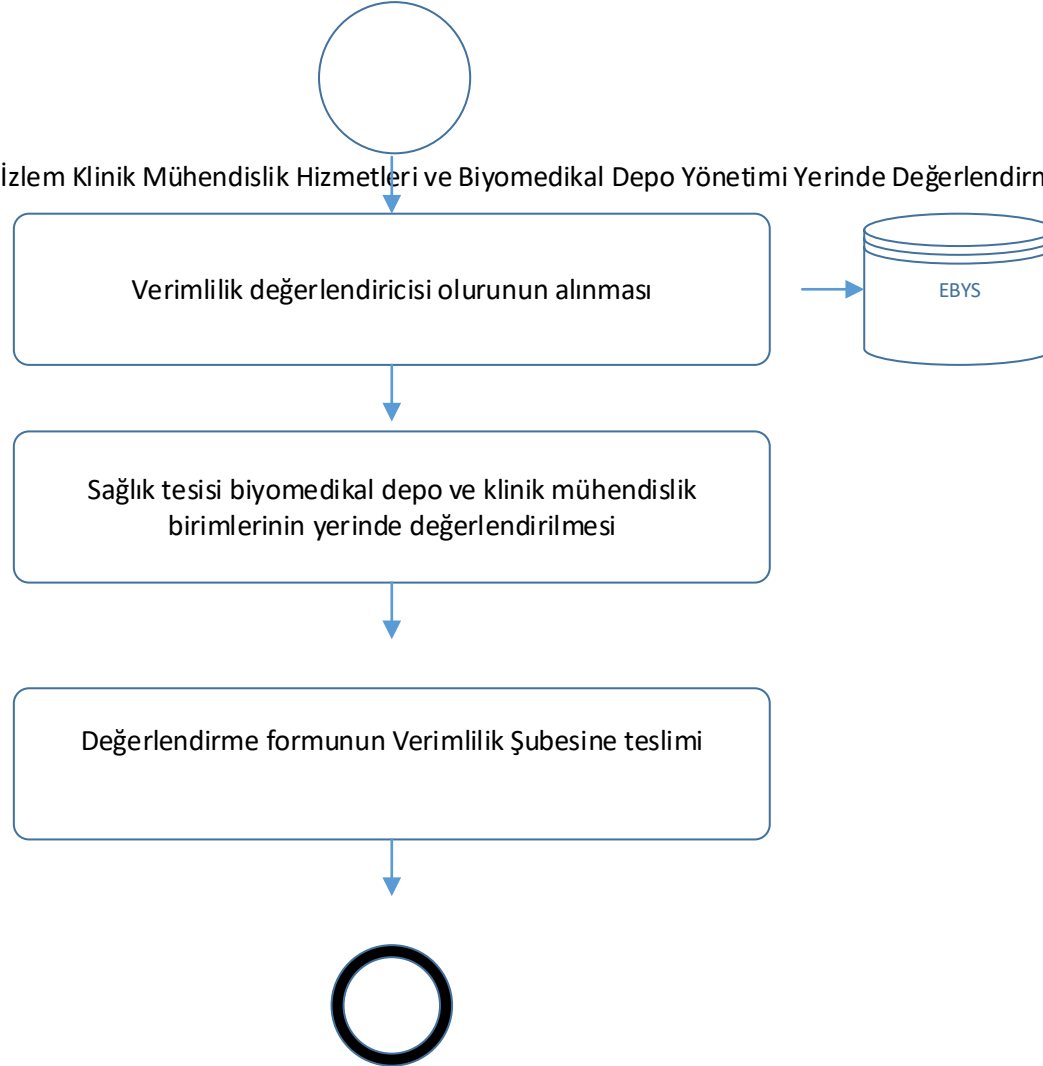 İzlem Klinik Mühendislik Hizmetleri ve Biyomedikal Depo Yönetimi Yerinde
Verimlilik değerlendiricisi olurunun alınması
EBYS
Sağlık tesisi biyomedikal depo ve klinik mühendislik
birimlerinin yerinde değerlendirilmesi
Değerlendirme formunun Verimlilik Şubesine teslimi